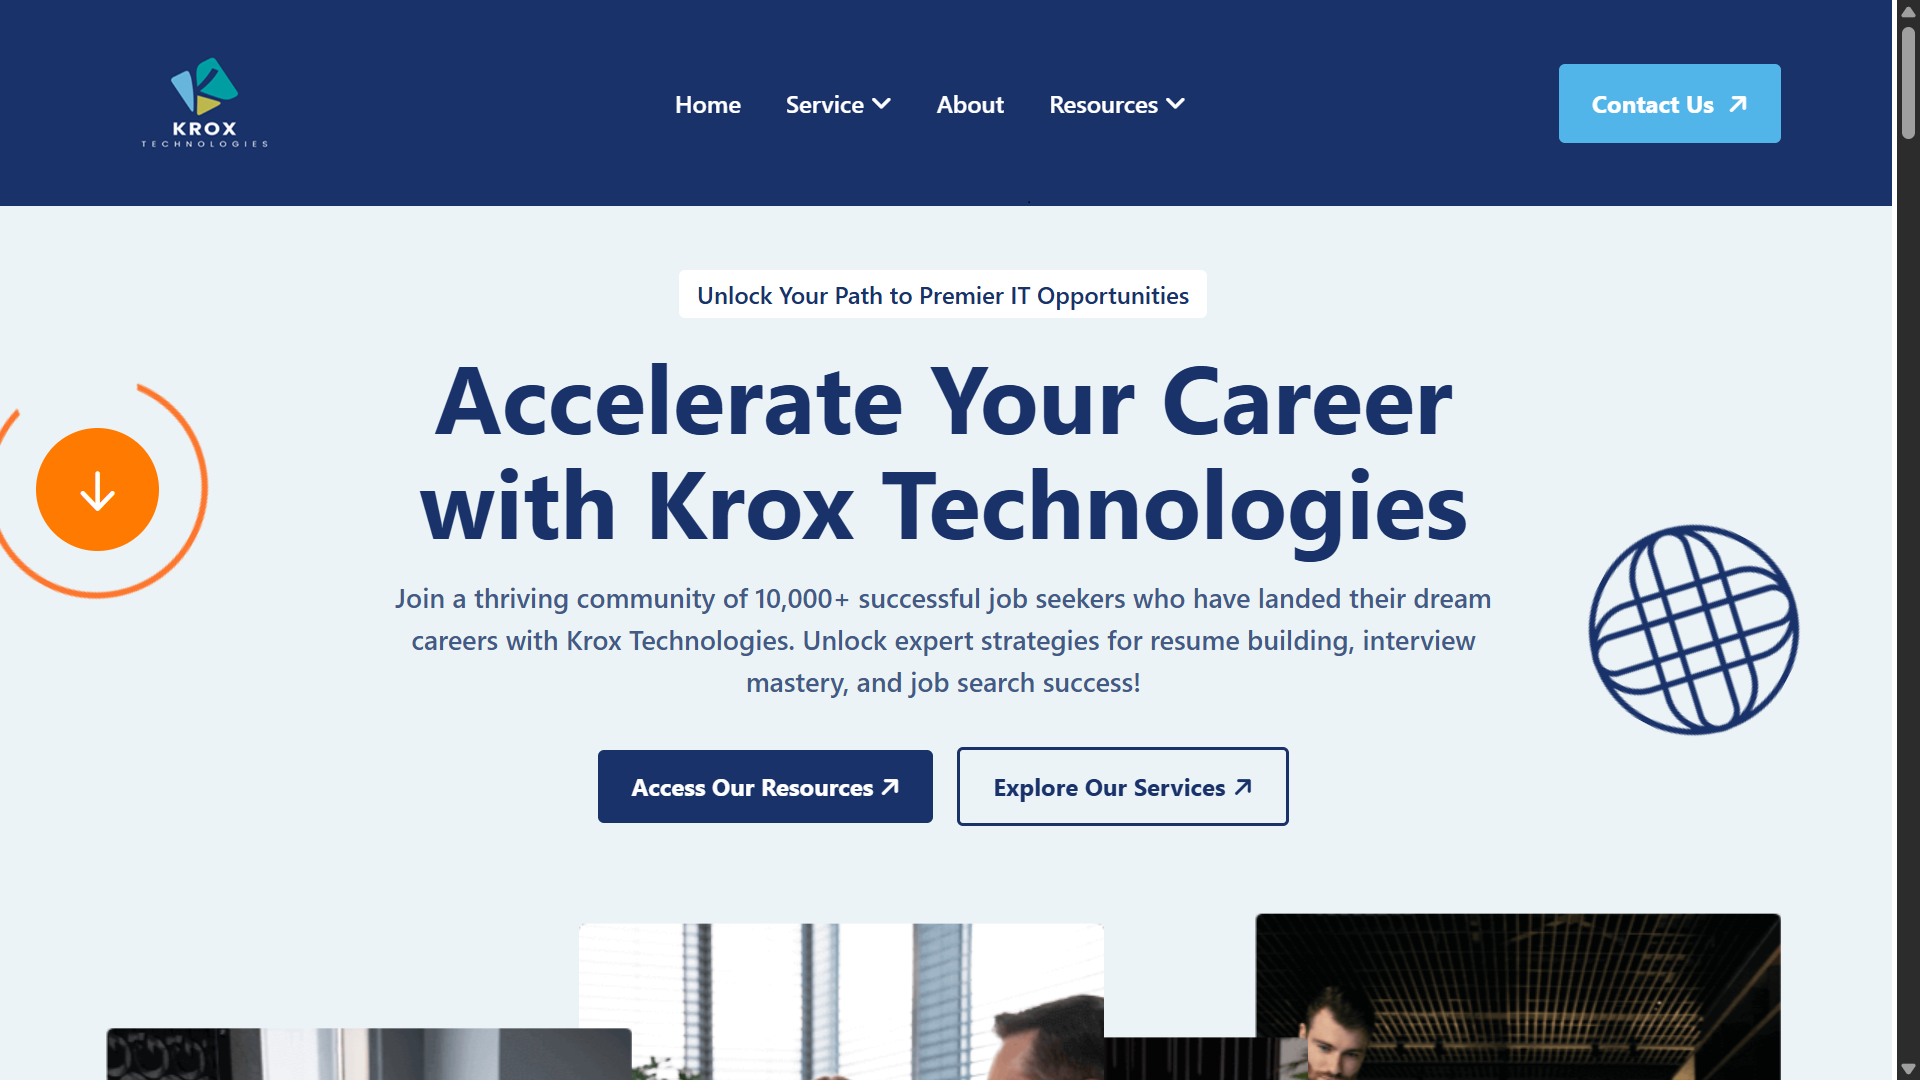 KROX
TECHNOLOGIES
Home
Service
About
Resources
Contact Us
Unlock Your Path to Premier IT Opportunities
Accelerate Your Career
with Krox Technologies
Join a thriving community of 10,000+ successful job seekers who have landed their dream
careers with Krox Technologies. Unlock expert strategies for resume building, interview
mastery, and job search success!
Access Our Resources
Explore Our Services